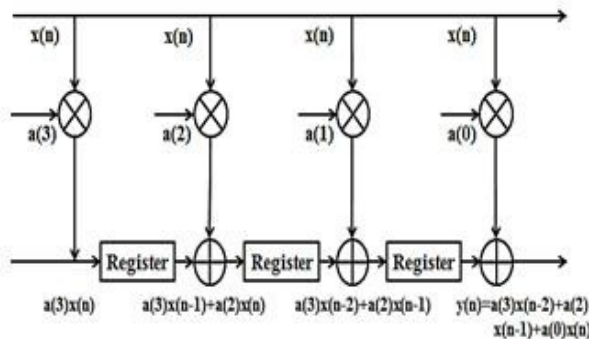 x(n) x(n) x(n) x(n)
a(3) a(2) a(1) a(0)
Register Register Register
a(3)x(n) a(3)x(n-1)+a(2)x(n) a(3)x(n-2)+a(2)x(n-1) y(n)=a(3)x(n-2)+a(2)
x(n-1)+a(0)x(n)